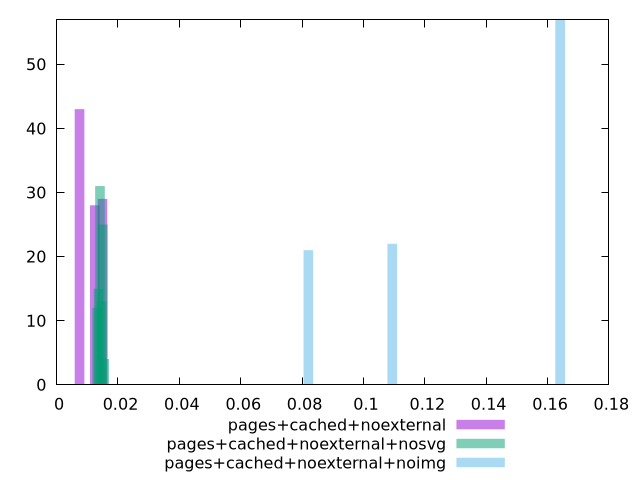 50
40
30
20
10
0
0 0.02 0.04 0.06 0.08 0.1 0.12 0.14 0.16 0.18
pages+cached+noexternal
pages+cached+noexternal+nosvg
pages+cached+noexternal+noimg